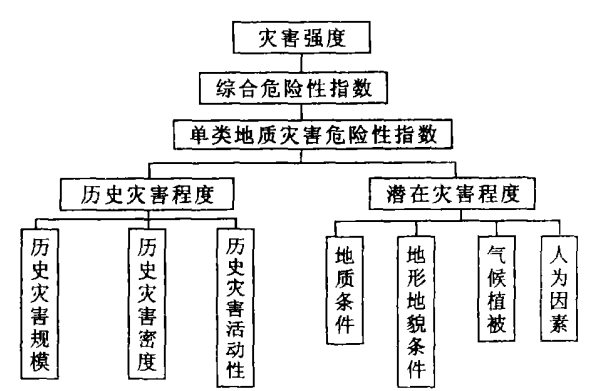 灾害强度
综合危险性指数
单类地质灾害危险性指数
历史灾害程度
潜在灾害程度
历史灾害规模
历史灾害密度
历史灾害活动性
地质条件
地形地貌条件
气候植被
人为因素